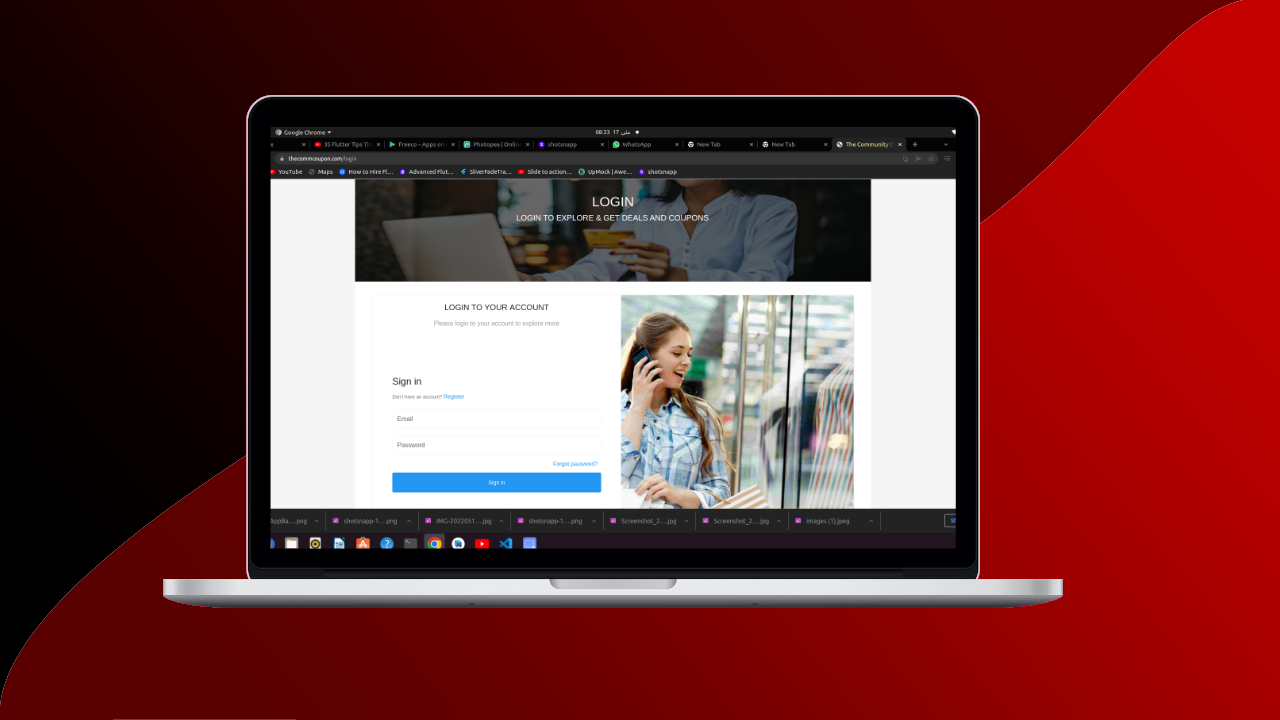 Google Chrome
08:23 17 ملی
35 Flutter Tips Th
Freeco – Apps on
Photopea | Onlin
shotsnapp
WhatsApp
New Tab
New Tab
The Community C
thecommcoupon.com/login
YouTube
Maps
How to Hire Fl...
Advanced Flut...
SliverFadeTra...
Slide to action...
UpMock | Awe...
shotsnapp
LOGIN
LOGIN TO EXPLORE & GET DEALS AND COUPONS
LOGIN TO YOUR ACCOUNT
Please login to your account to explore more
Sign in
Don't have an account? Register
Email
Password
Forgot password?
Sign in
AppBa....png
shotsnapp-1....png
IMG-2022051....jpg
shotsnapp-1....png
Screenshot_2....jpg
Screenshot_2....jpg
images (1).jpeg